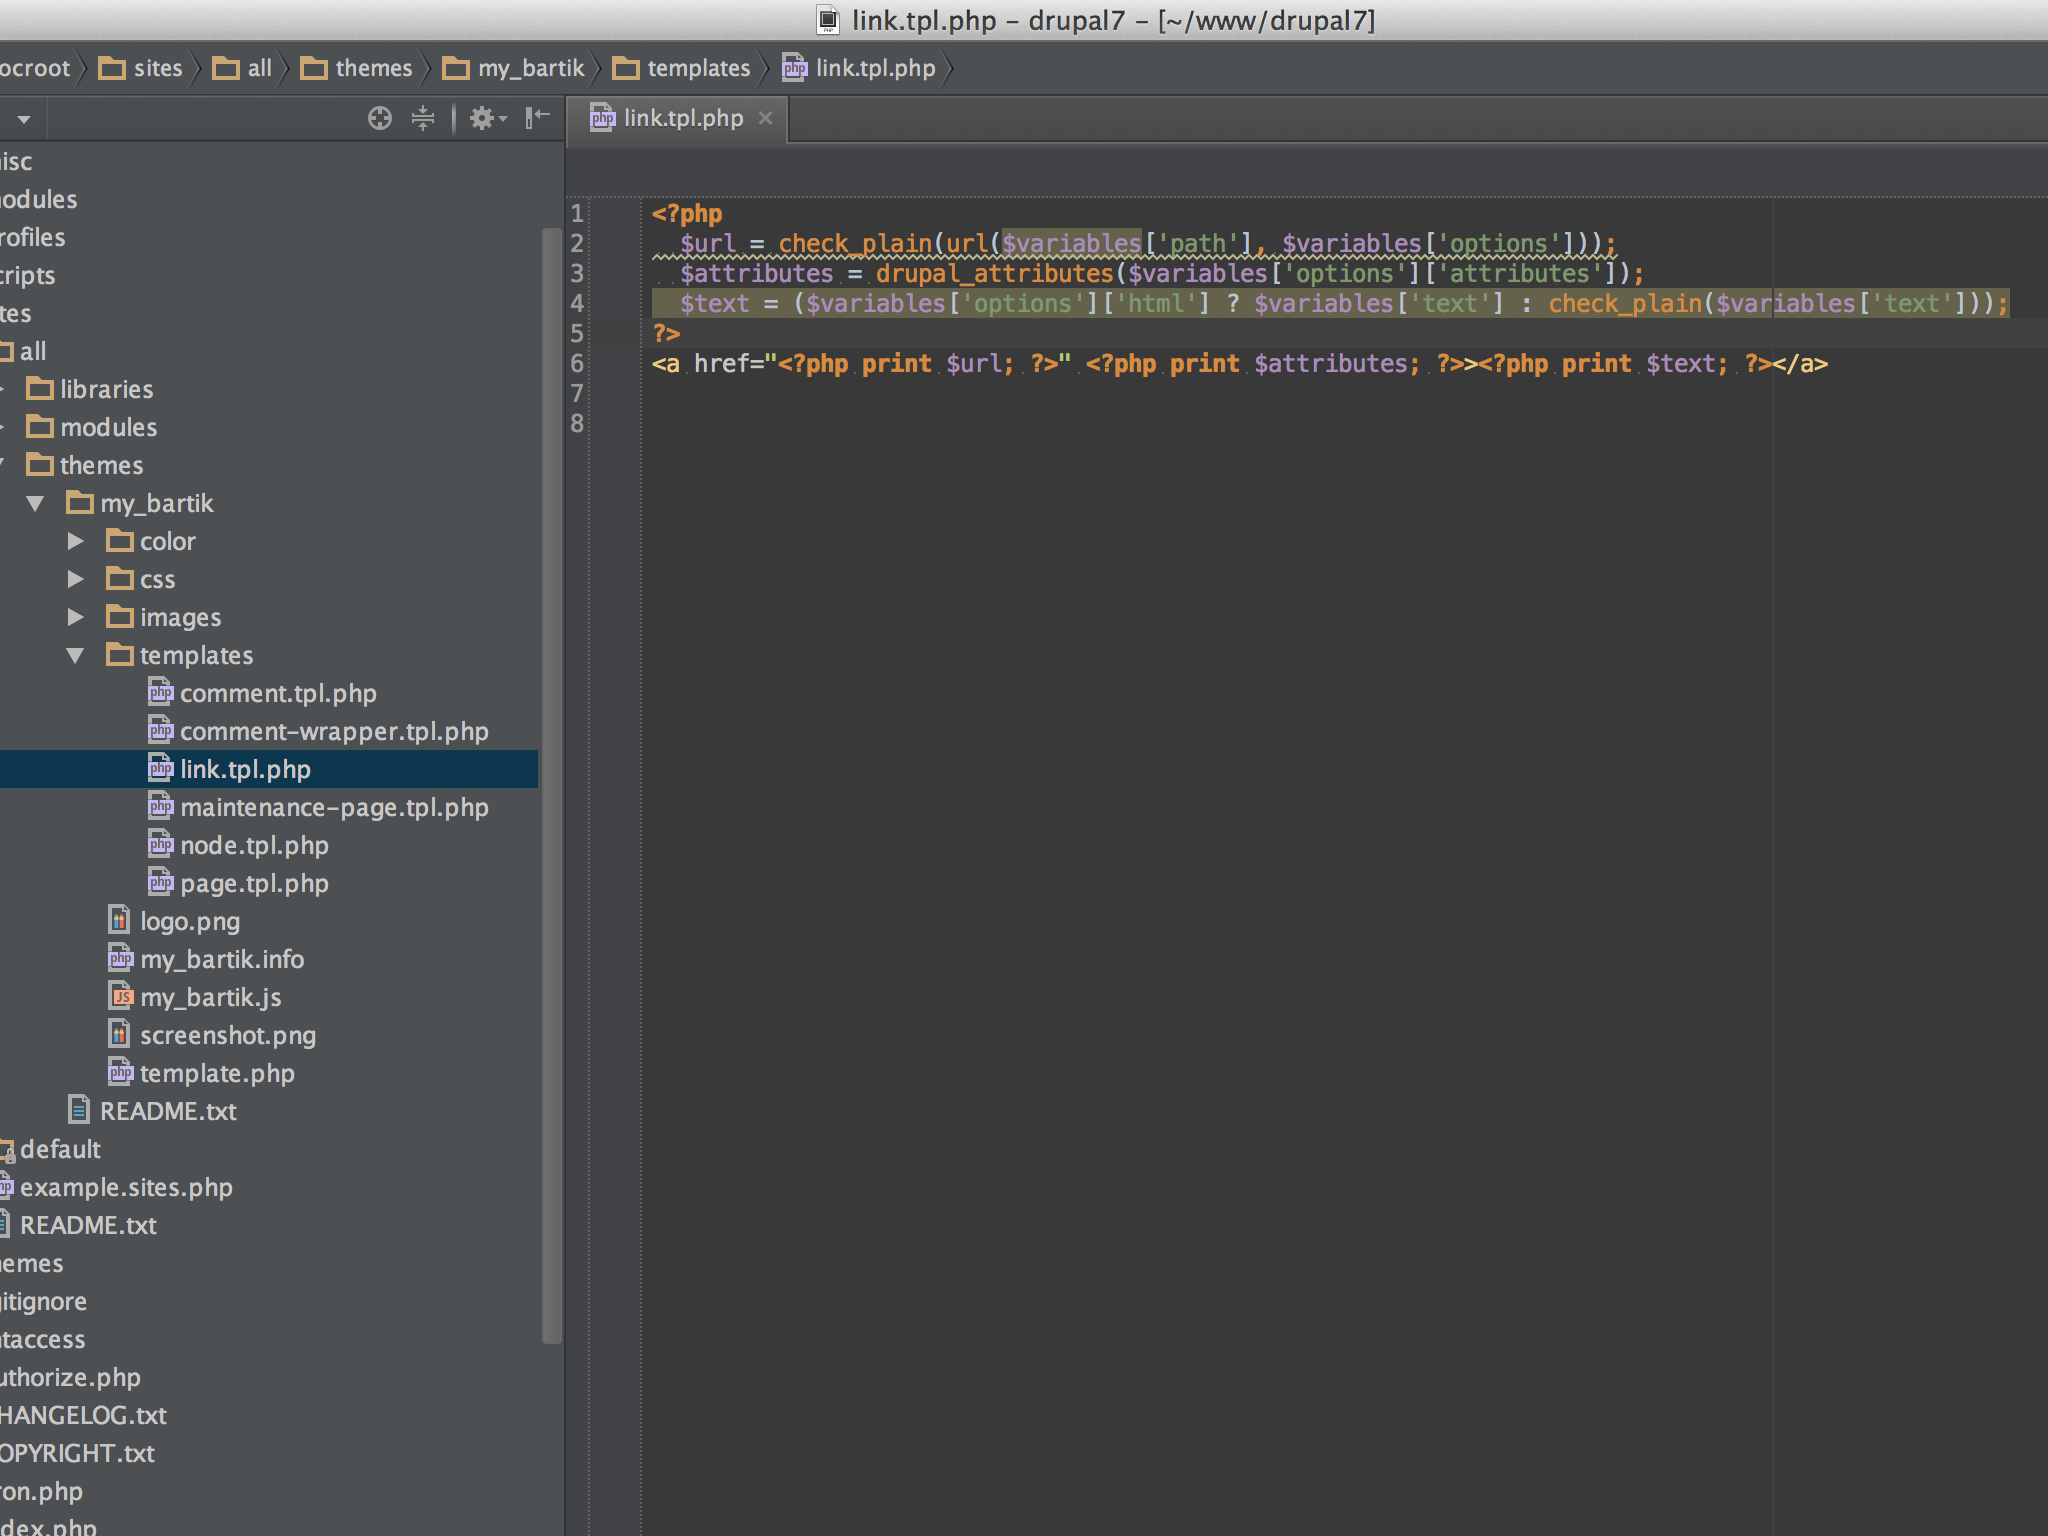 link.tpl.php – drupal7 – [~/www/drupal7]
ocroot sites all themes my_bartik templates link.tpl.php
link.tpl.php
isc
odules
rofiles
cripts
tes
all
libraries
modules
themes
my_bartik
color
css
images
templates
comment.tpl.php
comment-wrapper.tpl.php
link.tpl.php
maintenance-page.tpl.php
node.tpl.php
page.tpl.php
logo.png
my_bartik.info
my_bartik.js
screenshot.png
template.php
README.txt
default
example.sites.php
README.txt
emes
itignore
taccess
uthorize.php
HANGELOG.txt
OPYRIGHT.txt
ron.php
dex.php
1 <?php
2 $url = check_plain(url($variables['path'], $variables['options']));
3 $attributes = drupal_attributes($variables['options']['attributes']);
4 $text = ($variables['options']['html'] ? $variables['text'] : check_plain($variables['text']));
5 ?>
6 <a href="<?php print $url; ?>" <?php print $attributes; ?>><?php print $text; ?></a>
7
8